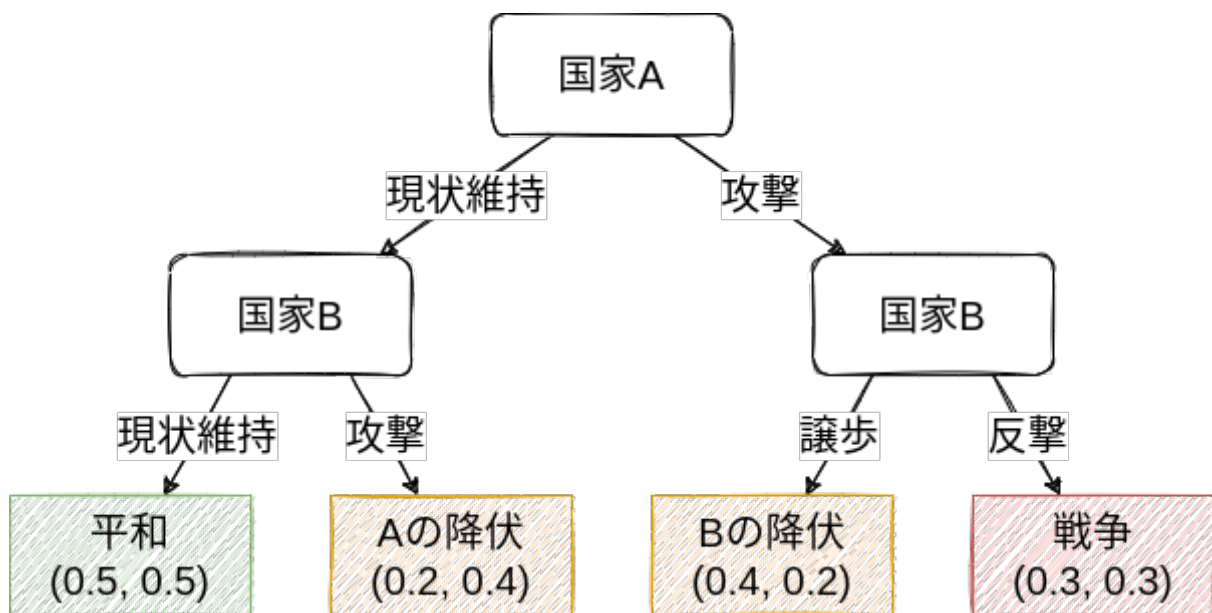 国家A
現状維持
攻撃
国家B
国家B
現状維持
攻撃
譲歩
反撃
平和
(0.5, 0.5)
Aの降伏
(0.2, 0.4)
Bの降伏
(0.4, 0.2)
戦争
(0.3, 0.3)